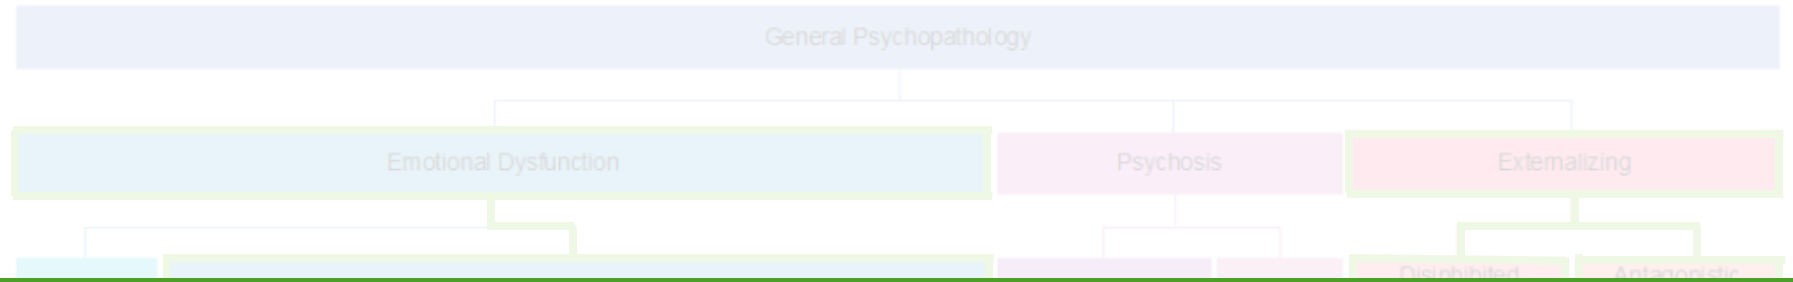 General Psychopathology
Emotional Dysfunction
Psychosis
Externalizing
Disinhibited
Antagonistic